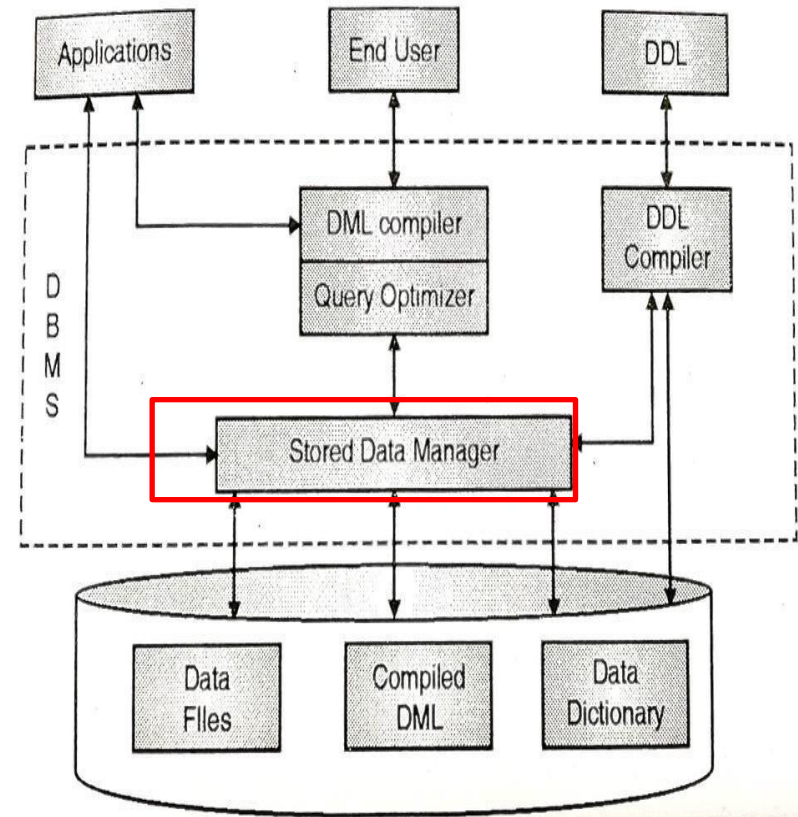 Applications
End User
DDL
DML compiler
Query Optimizer
DDL
Compiler
D
B
M
S
Stored Data Manager
Data
FIles
Compiled
DML
Data
Dictionary